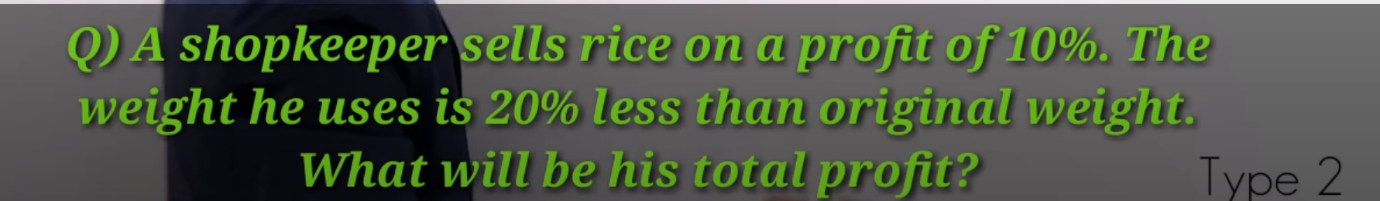 Q) A shopkeeper sells rice on a profit of 10%. The
weight he uses is 20% less than original weight.
What will be his total profit?
Type 2